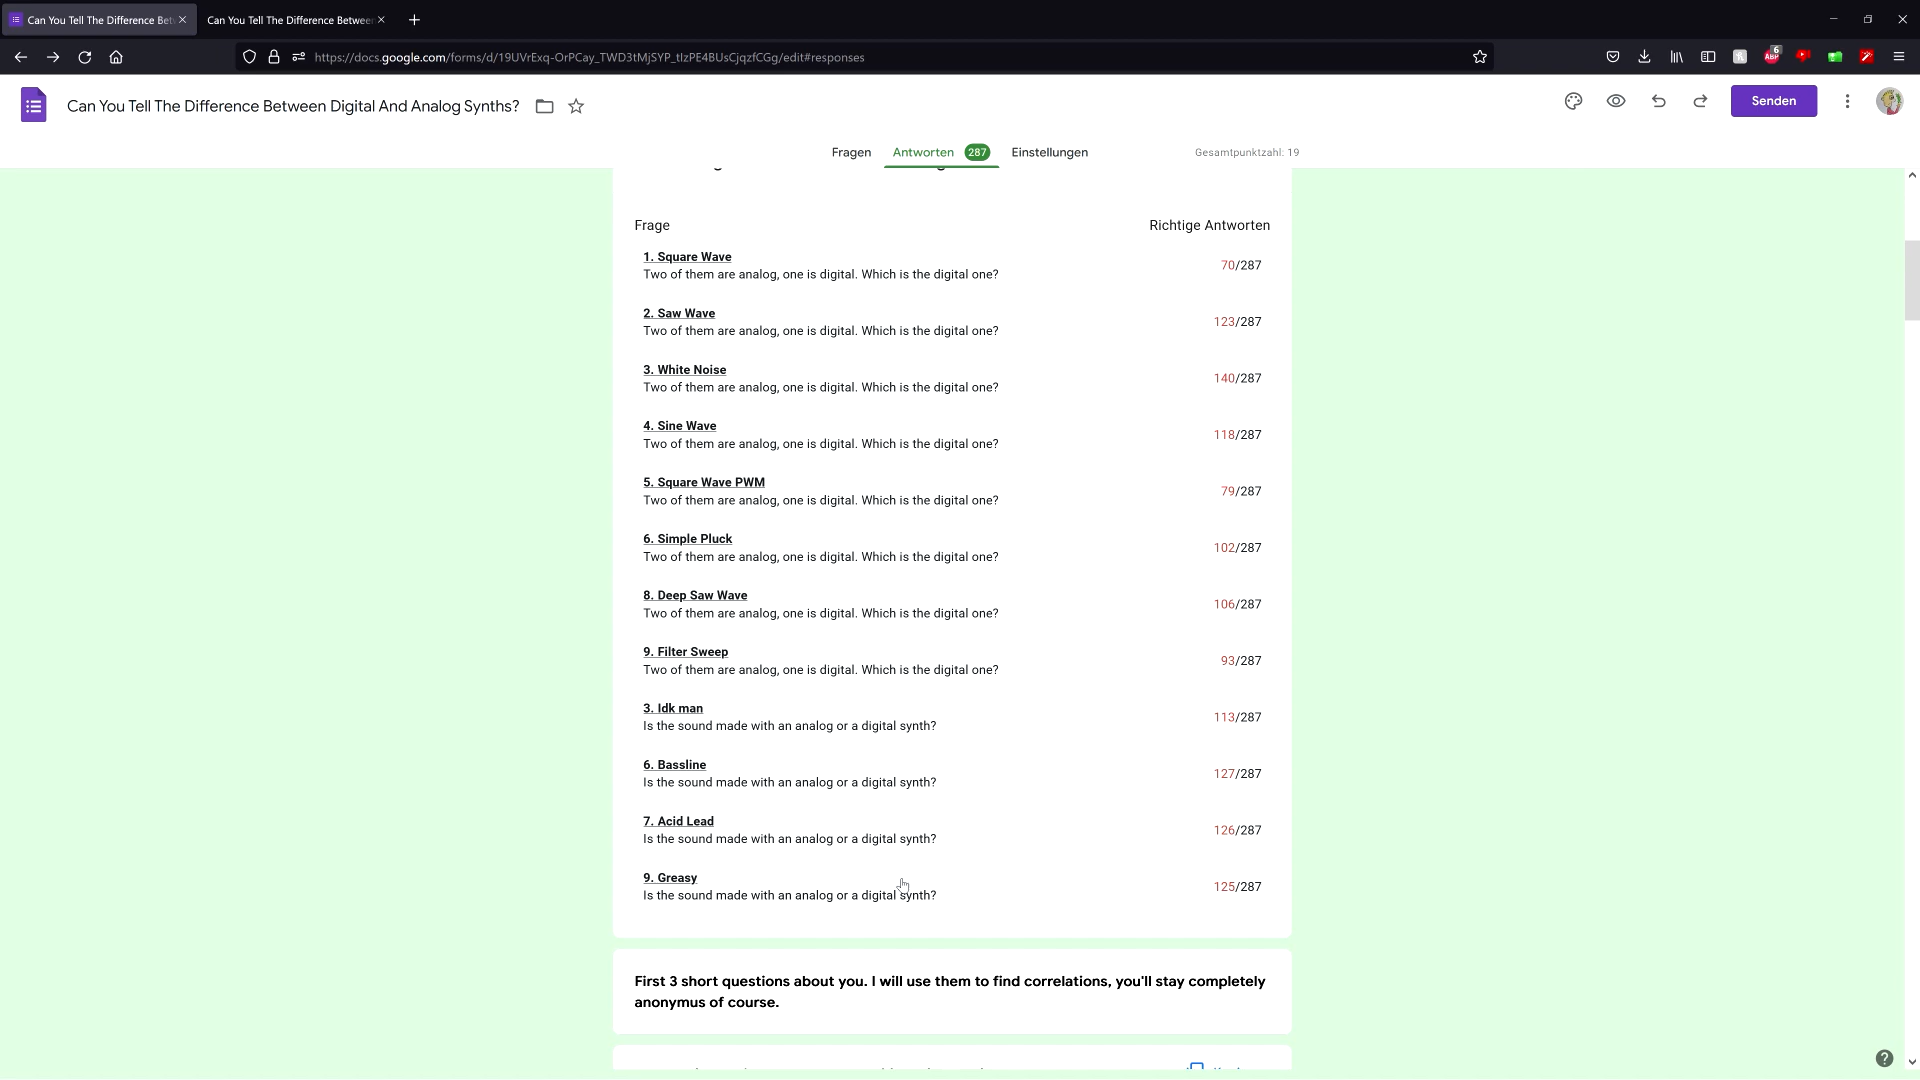 Can You Tell The Difference Bet
Can You Tell The Difference Between
https://docs.google.com/forms/d/19UVrExq-OrPCay_TWD3tMjSYP_tIzPE4BUsCjqzfCGg/edit#responses
6
ABP
Can You Tell The Difference Between Digital And Analog Synths?
Senden
Fragen
Antworten 287
Einstellungen
Gesamtpunktzahl: 19
Frage
Richtige Antworten
1. Square Wave
Two of them are analog, one is digital. Which is the digital one?
70/287
2. Saw Wave
Two of them are analog, one is digital. Which is the digital one?
123/287
3. White Noise
Two of them are analog, one is digital. Which is the digital one?
140/287
4. Sine Wave
Two of them are analog, one is digital. Which is the digital one?
118/287
5. Square Wave PWM
Two of them are analog, one is digital. Which is the digital one?
79/287
6. Simple Pluck
Two of them are analog, one is digital. Which is the digital one?
102/287
8. Deep Saw Wave
Two of them are analog, one is digital. Which is the digital one?
106/287
9. Filter Sweep
Two of them are analog, one is digital. Which is the digital one?
93/287
3. Idk man
Is the sound made with an analog or a digital synth?
113/287
6. Bassline
Is the sound made with an analog or a digital synth?
127/287
7. Acid Lead
Is the sound made with an analog or a digital synth?
126/287
9. Greasy
Is the sound made with an analog or a digital synth?
125/287
First 3 short questions about you. I will use them to find correlations, you'll stay completely
anonymus of course.